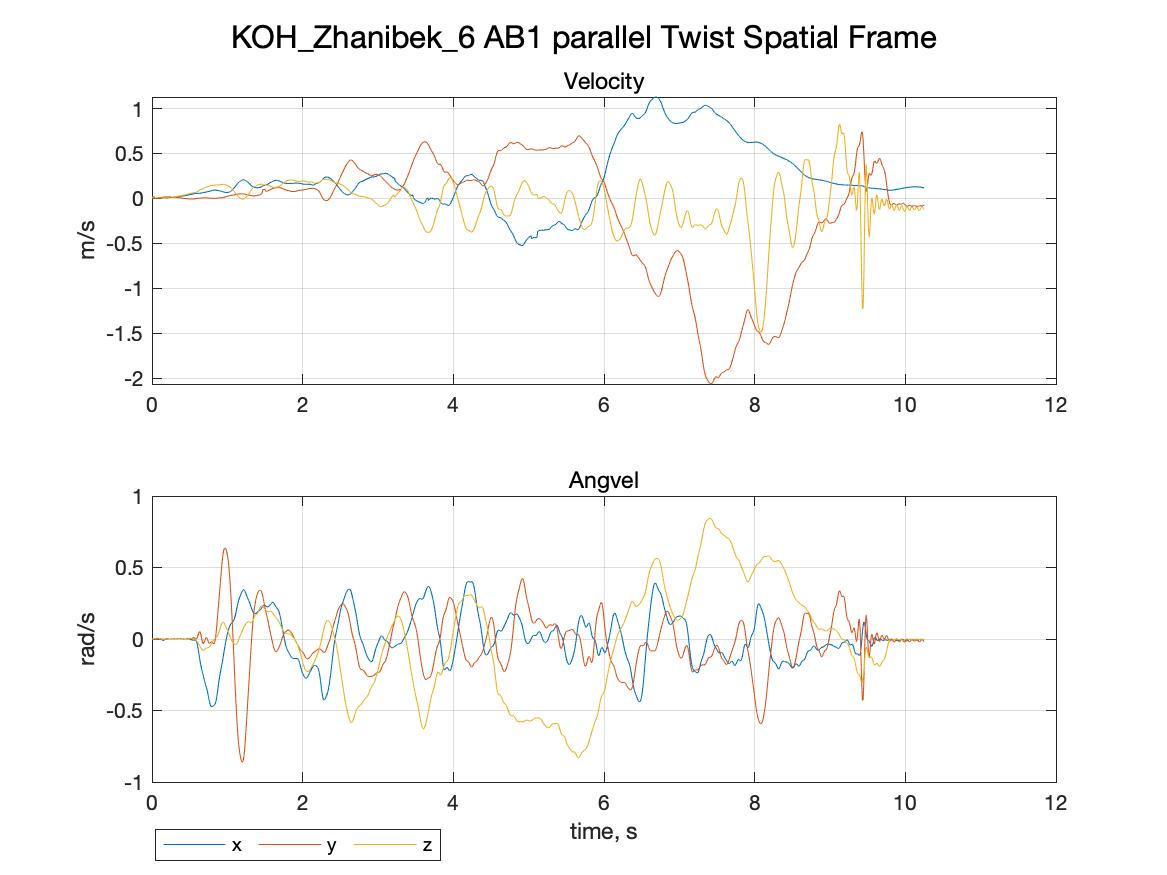 KOH_Zhanibek_6 AB1 parallel Twist Spatial Frame
Velocity
1
0.5
0
-0.5
-1
-1.5
-2
m/s
0 2 4 6 8 10 12
Angvel
1
0.5
0
-0.5
-1
rad/s
0 2 4 6 8 10 12
time, s
x y z